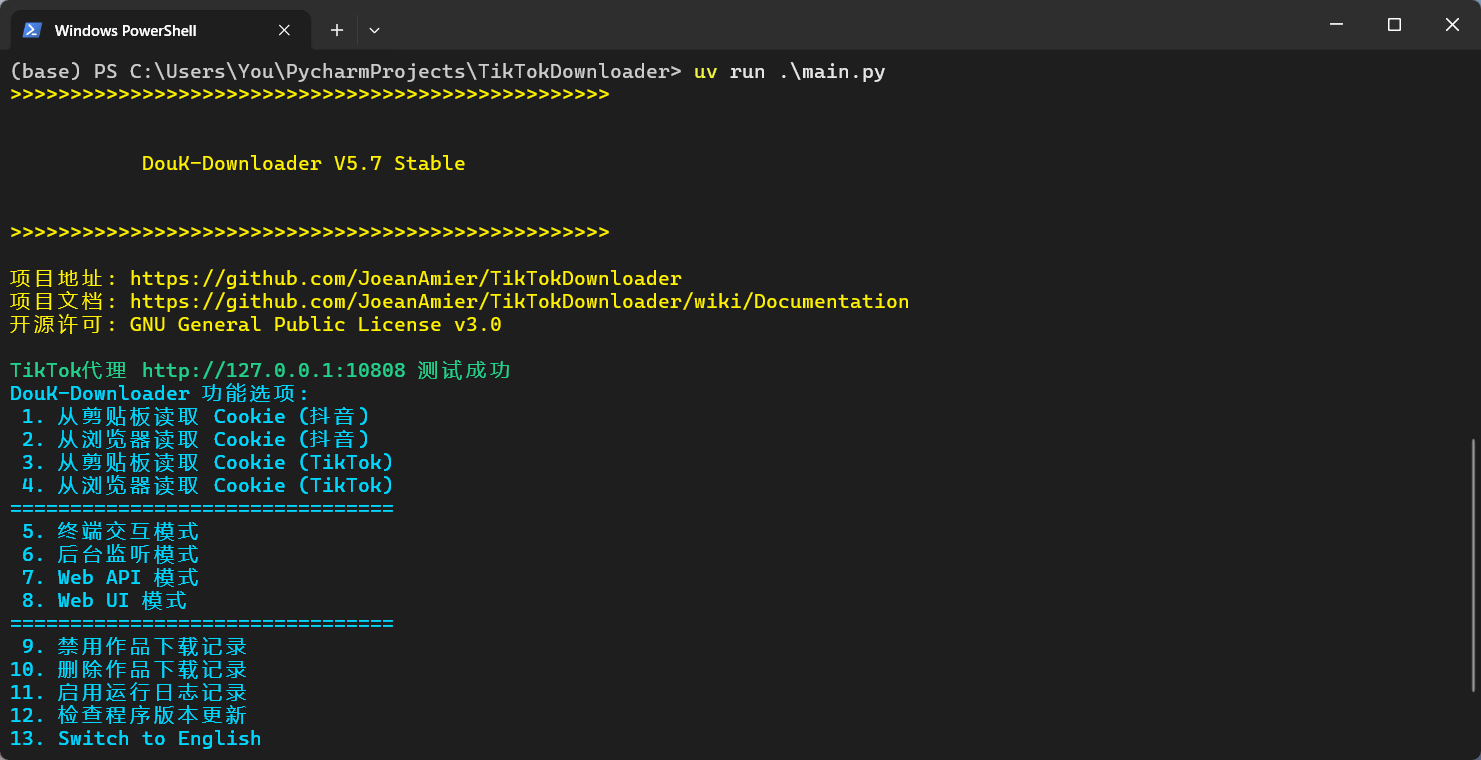 Windows PowerShell
(base) PS C:\Users\You\PycharmProjects\TikTokDownloader> uv run .\main.py
>>>>>>>>>>>>>>>>>>>>>>>>>>>>>>>>>>>>>>>>>>>>>>>>>>
DouK-Downloader V5.7 Stable
>>>>>>>>>>>>>>>>>>>>>>>>>>>>>>>>>>>>>>>>>>>>>>>>>>
项目地址: https://github.com/JoeanAmier/TikTokDownloader
项目文档: https://github.com/JoeanAmier/TikTokDownloader/wiki/Documentation
开源许可: GNU General Public License v3.0
TikTok代理 http://127.0.0.1:10808 测试成功
DouK-Downloader 功能选项:
1. 从剪贴板读取 Cookie (抖音)
2. 从浏览器读取 Cookie (抖音)
3. 从剪贴板读取 Cookie (TikTok)
4. 从浏览器读取 Cookie (TikTok)
================================
5. 终端交互模式
6. 后台监听模式
7. Web API 模式
8. Web UI 模式
================================
9. 禁用作品下载记录
10. 删除作品下载记录
11. 启用运行日志记录
12. 检查程序版本更新
13. Switch to English